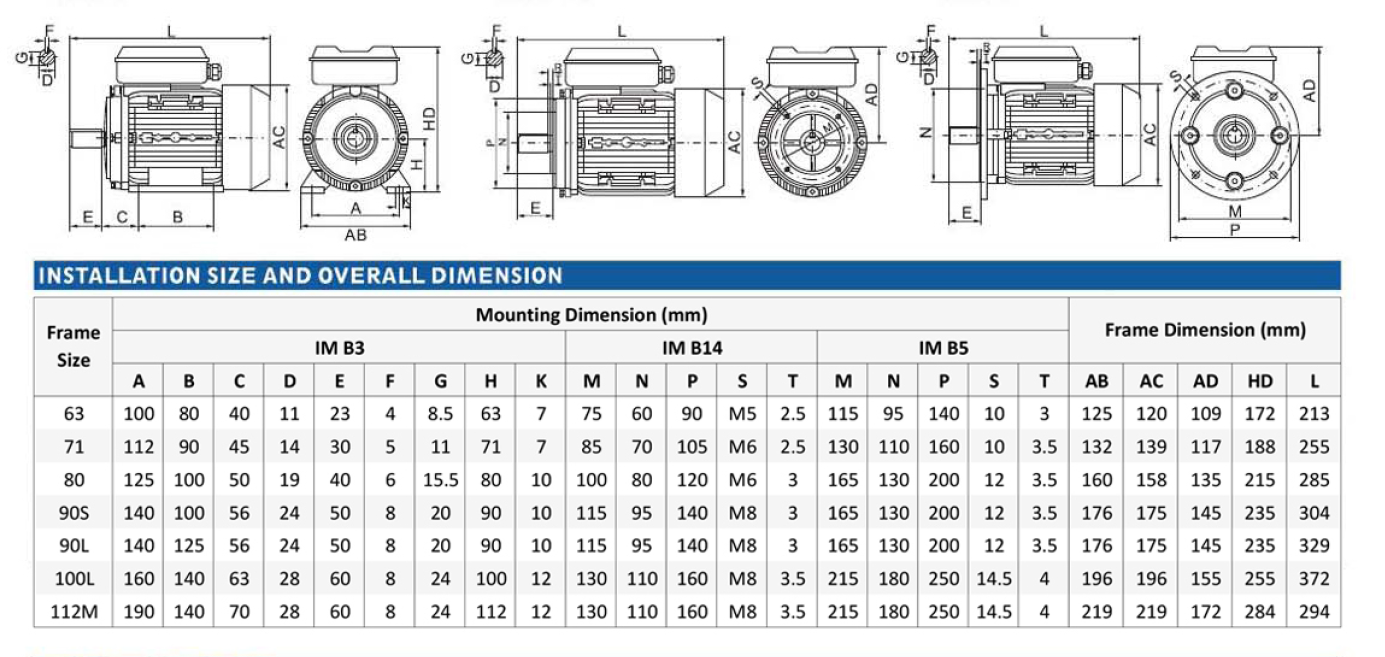 F
G
D
L
AC
HD
H
E
C
B
A
K
AB
F
G
D
L
P
N
E
AC
S
M
AD
F
G
D
L
N
E
AC
S
AD
M
P
INSTALLATION SIZE AND OVERALL DIMENSION
Frame Size Mounting Dimension (mm) Frame Dimension (mm)
IM B3 IM B14 IM B5
A B C D E F G H K M N P S T M N P S T AB AC AD HD L
63 100 80 40 11 23 4 8.5 63 7 75 60 90 M5 2.5 115 95 140 10 3 125 120 109 172 213
71 112 90 45 14 30 5 11 71 7 85 70 105 M6 2.5 130 110 160 10 3.5 132 139 117 188 255
80 125 100 50 19 40 6 15.5 80 10 100 80 120 M6 3 165 130 200 12 3.5 160 158 135 215 285
90S 140 100 56 24 50 8 20 90 10 115 95 140 M8 3 165 130 200 12 3.5 176 175 145 235 304
90L 140 125 56 24 50 8 20 90 10 115 95 140 M8 3 165 130 200 12 3.5 176 175 145 235 329
100L 160 140 63 28 60 8 24 100 12 130 110 160 M8 3.5 215 180 250 14.5 4 196 196 155 255 372
112M 190 140 70 28 60 8 24 112 12 130 110 160 M8 3.5 215 180 250 14.5 4 219 219 172 284 294